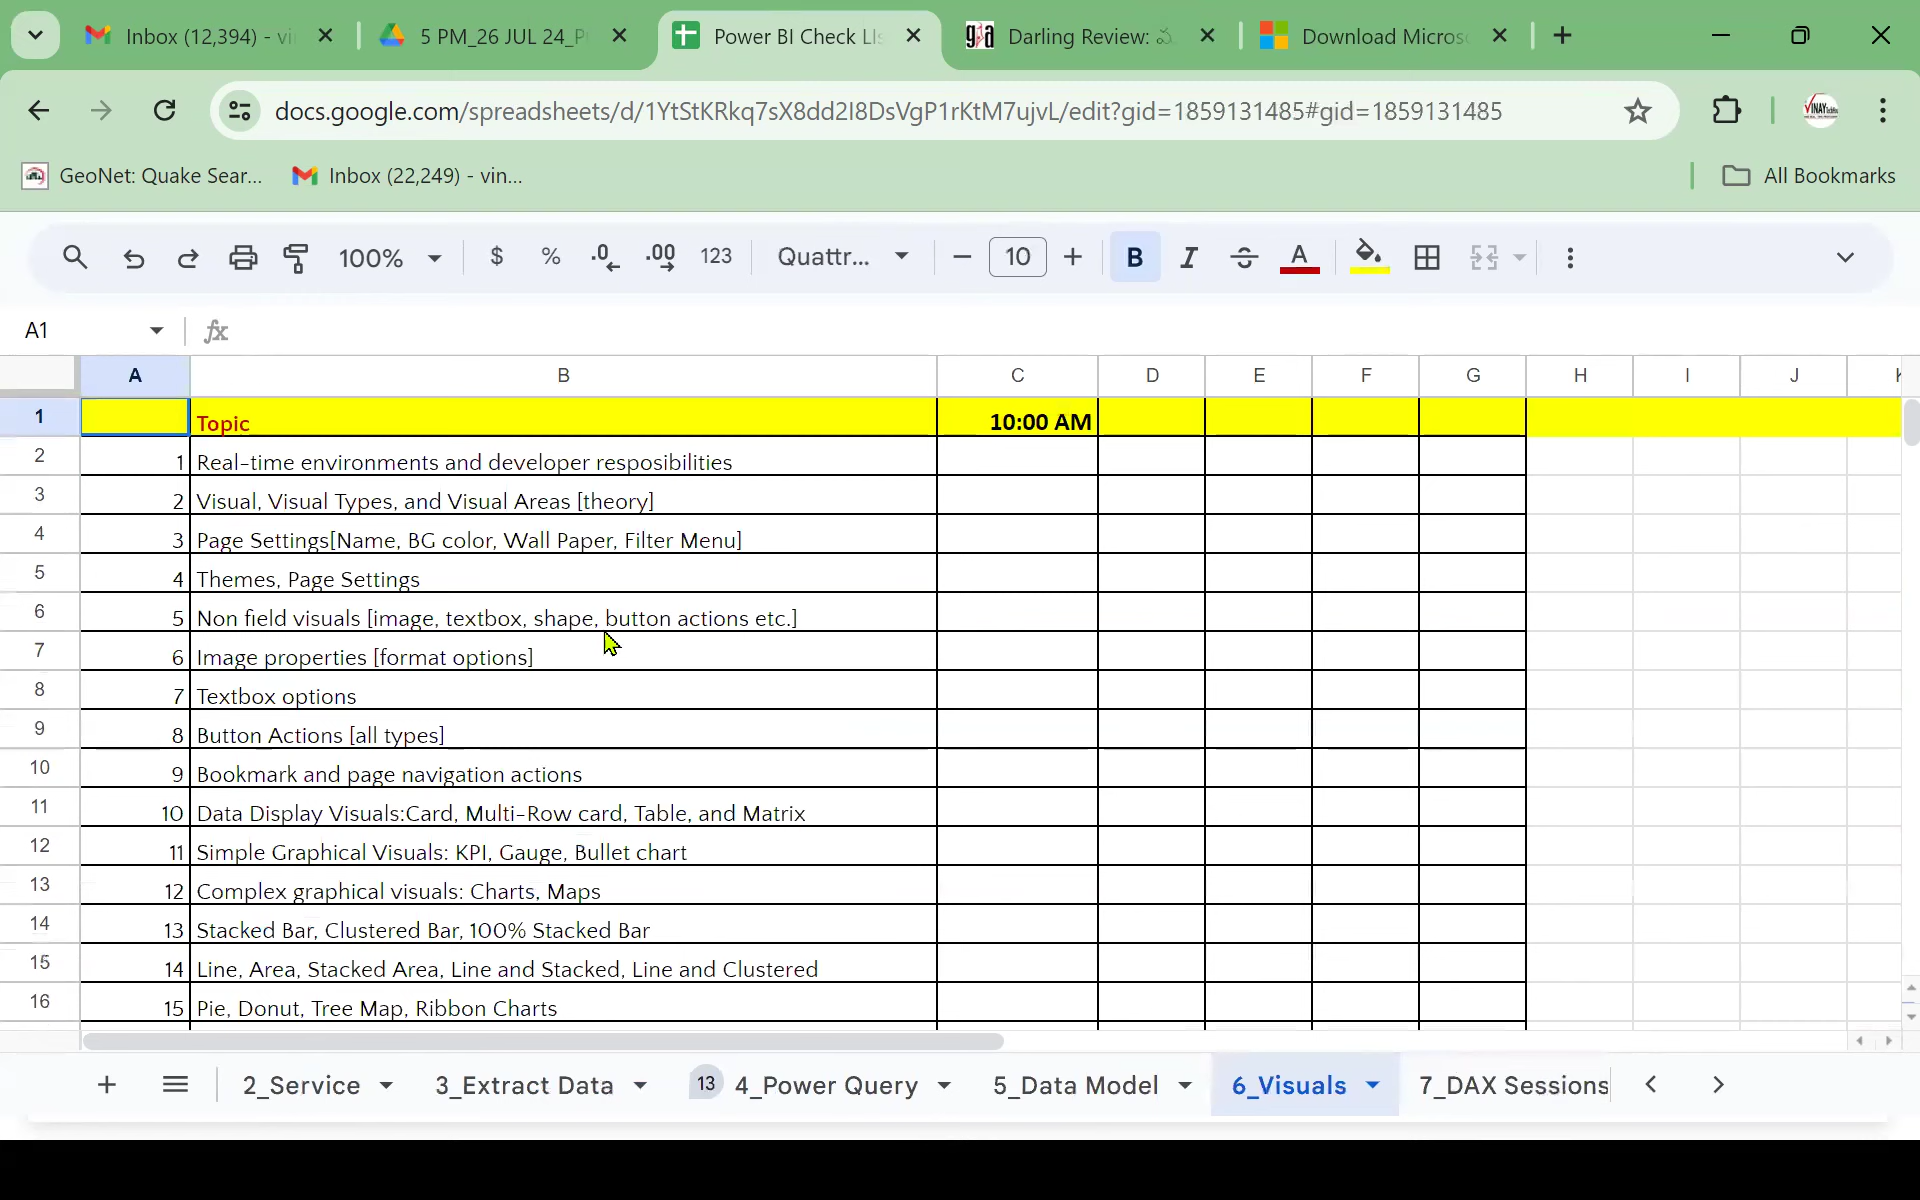 Inbox (12,394) - vi
5 PM_26 JUL 24_P
Power BI Check LIs
Darling Review:
Download Micros
docs.google.com/spreadsheets/d/1YtStKRkq7sX8dd2I8DsVgP1rKtM7ujvL/edit?gid=1859131485#gid=1859131485
GeoNet: Quake Sear...
Inbox (22,249) - vin...
All Bookmarks
100%
$ % .0 .00 123
Quattr...
10
B I A
A1
fx
A B C D E F G H I J
1 Topic 10:00 AM
2 1 Real-time environments and developer resposibilities
3 2 Visual, Visual Types, and Visual Areas [theory]
4 3 Page Settings[Name, BG color, Wall Paper, Filter Menu]
5 4 Themes, Page Settings
6 5 Non field visuals [image, textbox, shape, button actions etc.]
7 6 Image properties [format options]
8 7 Textbox options
9 8 Button Actions [all types]
10 9 Bookmark and page navigation actions
11 10 Data Display Visuals:Card, Multi-Row card, Table, and Matrix
12 11 Simple Graphical Visuals: KPI, Gauge, Bullet chart
13 12 Complex graphical visuals: Charts, Maps
14 13 Stacked Bar, Clustered Bar, 100% Stacked Bar
15 14 Line, Area, Stacked Area, Line and Stacked, Line and Clustered
16 15 Pie, Donut, Tree Map, Ribbon Charts
2_Service
3_Extract Data
13 4_Power Query
5_Data Model
6_Visuals
7_DAX Sessions